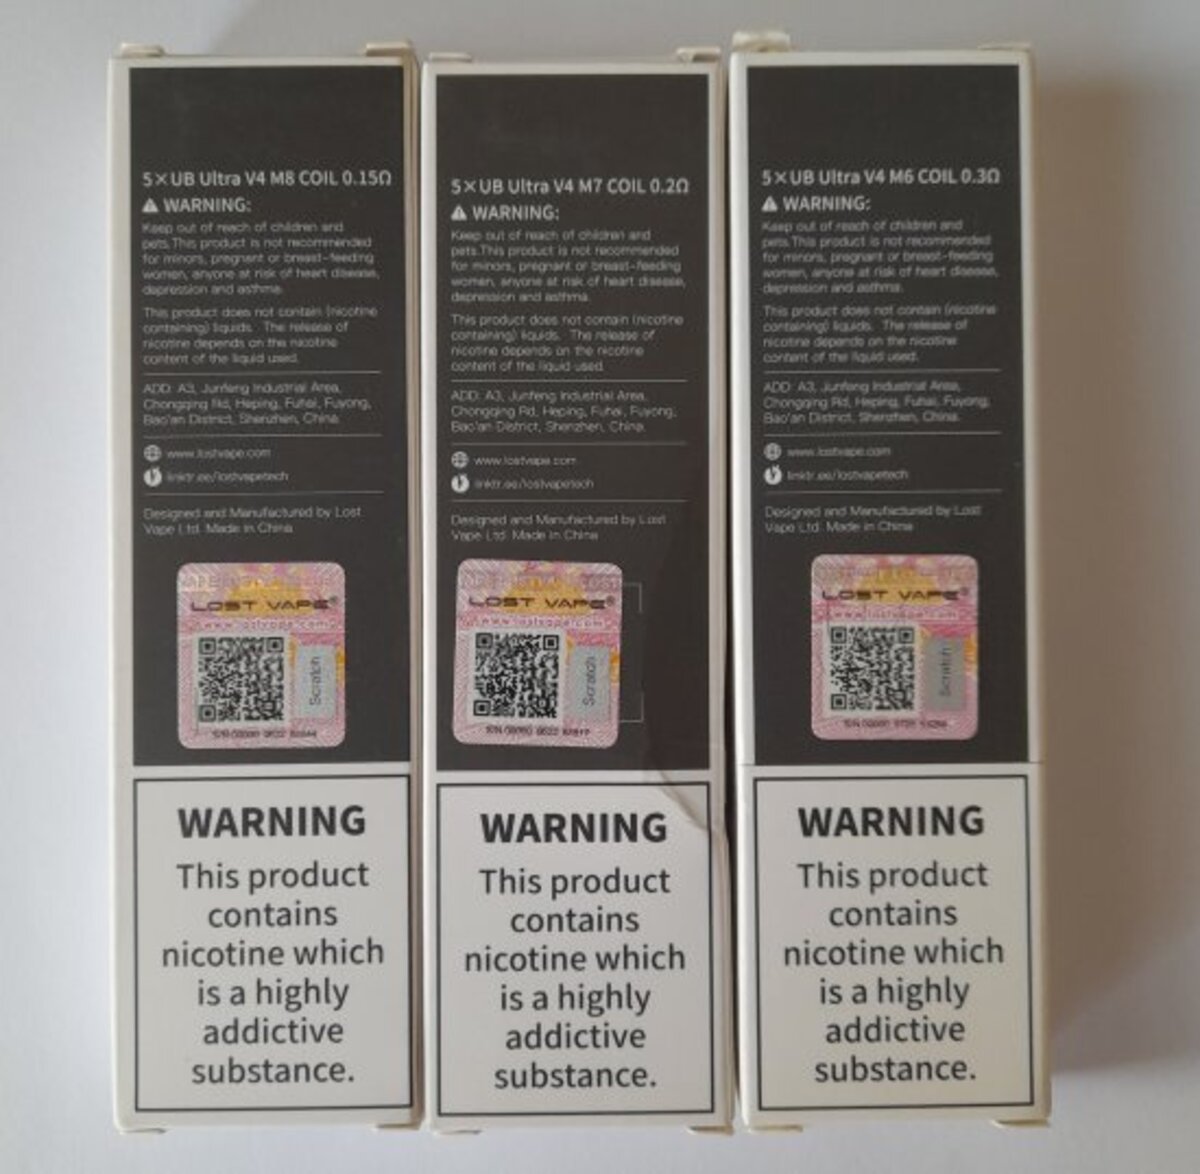 5×UB Ultra V4 M8 COIL 0.15Ω
⚠ WARNING:
Keep out of reach of children and
pets.This product is not recommended
for minors, pregnant or breast-feeding
women, anyone at risk of heart disease,
depression and asthma.
This product does not contain (nicotine
containing) liquids. The release of
nicotine depends on the nicotine
content of the liquid used.
ADD: A3, Junfeng Industrial Area,
Chongqing Rd, Heping, Fuhai, Fuyong,
Bao'an District, Shenzhen, China.
www.lostvape.com
linktr.ee/lostvapetech
Designed and Manufactured by Lost
Vape Ltd. Made in China
LOST VAPE®
www.lostvape.com
Scratch
WARNING
This product
contains
nicotine which
is a highly
addictive
substance.
5×UB Ultra V4 M7 COIL 0.2Ω
⚠ WARNING:
Keep out of reach of children and
pets.This product is not recommended
for minors, pregnant or breast-feeding
women, anyone at risk of heart disease,
depression and asthma.
This product does not contain (nicotine
containing) liquids. The release of
nicotine depends on the nicotine
content of the liquid used.
ADD: A3, Junfeng Industrial Area,
Chongqing Rd, Heping, Fuhai, Fuyong,
Bao'an District, Shenzhen, China.
www.lostvape.com
linktr.ee/lostvapetech
Designed and Manufactured by Lost
Vape Ltd. Made in China
LOST VAPE®
www.lostvape.com
Scratch
WARNING
This product
contains
nicotine which
is a highly
addictive
substance.
5×UB Ultra V4 M6 COIL 0.3Ω
⚠ WARNING:
Keep out of reach of children and
pets.This product is not recommended
for minors, pregnant or breast-feeding
women, anyone at risk of heart disease,
depression and asthma.
This product does not contain (nicotine
containing) liquids. The release of
nicotine depends on the nicotine
content of the liquid used.
ADD: A3, Junfeng Industrial Area,
Chongqing Rd, Heping, Fuhai, Fuyong,
Bao'an District, Shenzhen, China.
www.lostvape.com
linktr.ee/lostvapetech
Designed and Manufactured by Lost
Vape Ltd. Made in China
LOST VAPE®
www.lostvape.com
Scratch
WARNING
This product
contains
nicotine which
is a highly
addictive
substance.